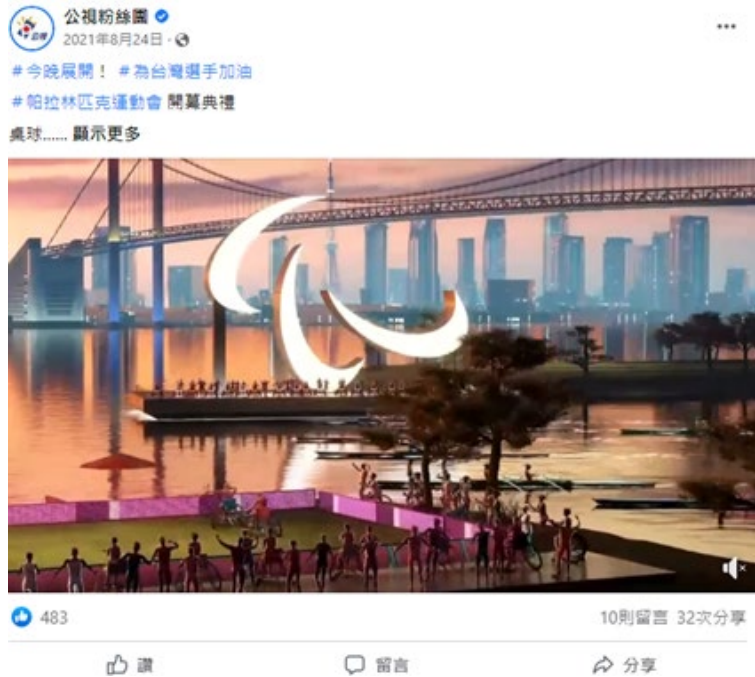 公視粉絲團
2021年8月24日
#今晚展開！ #為台灣選手加油
#帕拉林匹克運動會 開幕典禮
桌球...... 顯示更多
483
10則留言 32次分享
讚 留言 分享